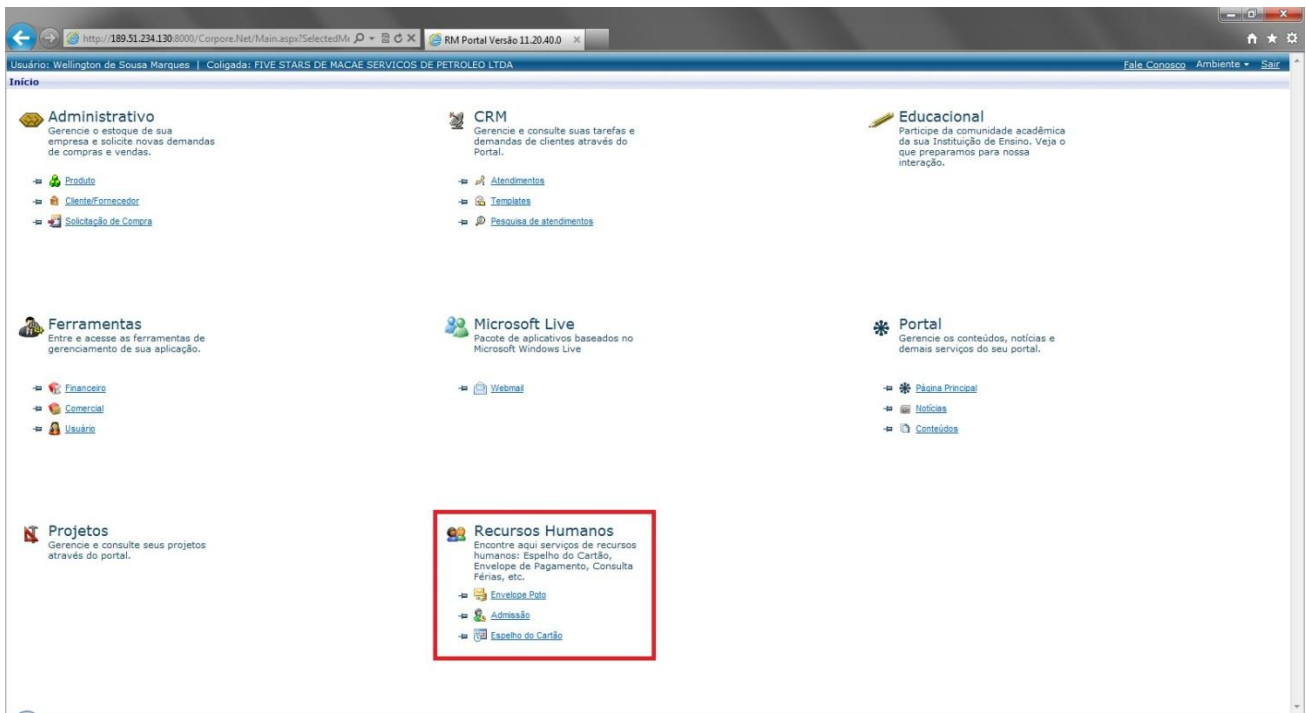 http://189.51.234.130:8000/Corpore.Net/Main.aspx?SelectedMe
RM Portal Versão 11.20.40.0
Usuário: Wellington de Sousa Marques | Coligada: FIVE STARS DE MACAE SERVICOS DE PETROLEO LTDA
Fale Conosco Ambiente Sair
Início
Administrativo
Gerencie o estoque de sua
empresa e solicite novas demandas
de compras e vendas.
Produto
Cliente/Fornecedor
Solicitação de Compra
CRM
Gerencie e consulte suas tarefas e
demandas de clientes através do
Portal.
Atendimentos
Templates
Pesquisa de atendimentos
Educacional
Participe da comunidade acadêmica
da sua Instituição de Ensino. Veja o
que preparamos para nossa
interação.
Ferramentas
Entre e acesse as ferramentas de
gerenciamento de sua aplicação.
Financeiro
Comercial
Usuário
Microsoft Live
Pacote de aplicativos baseados no
Microsoft Windows Live
Webmail
Portal
Gerencie os conteúdos, notícias e
demais serviços do seu portal.
Página Principal
Notícias
Conteúdos
Projetos
Gerencie e consulte seus projetos
através do portal.
Recursos Humanos
Encontre aqui serviços de recursos
humanos: Espelho do Cartão,
Envelope de Pagamento, Consulta
Férias, etc.
Envelope Pgto
Admissão
Espelho do Cartão